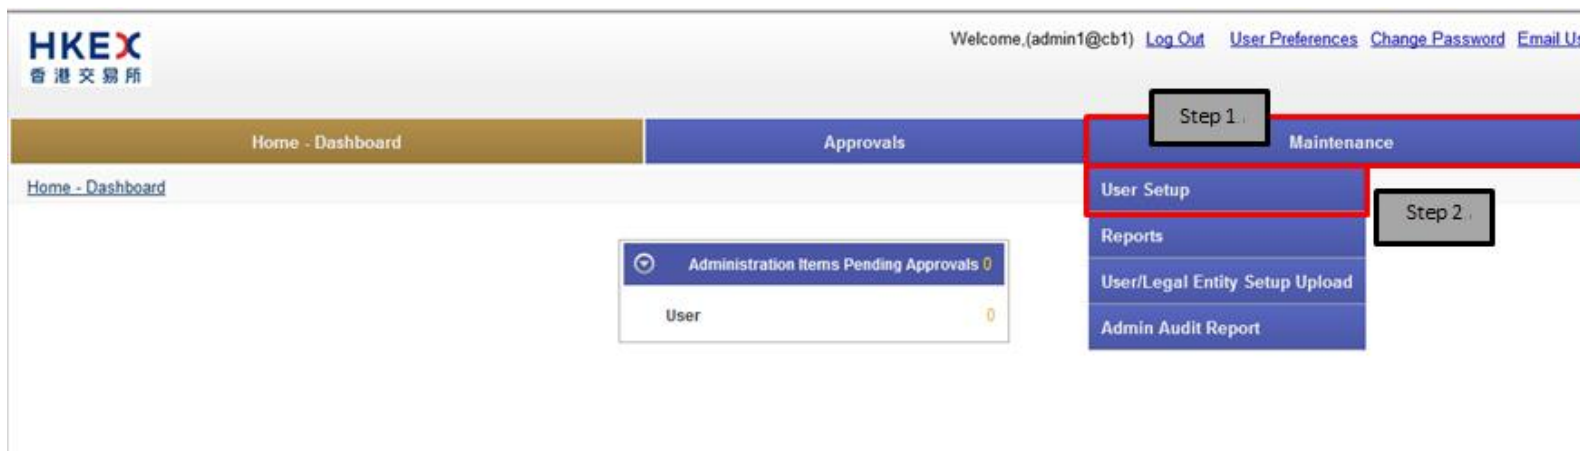 HKEX
香港交易所
Welcome,(admin1@cb1) Log Out User Preferences Change Password Email Us
Step 1.
Home - Dashboard Approvals Maintenance
Home - Dashboard
User Setup
Step 2.
Reports
Administration Items Pending Approvals 0
User/Legal Entity Setup Upload
User 0
Admin Audit Report